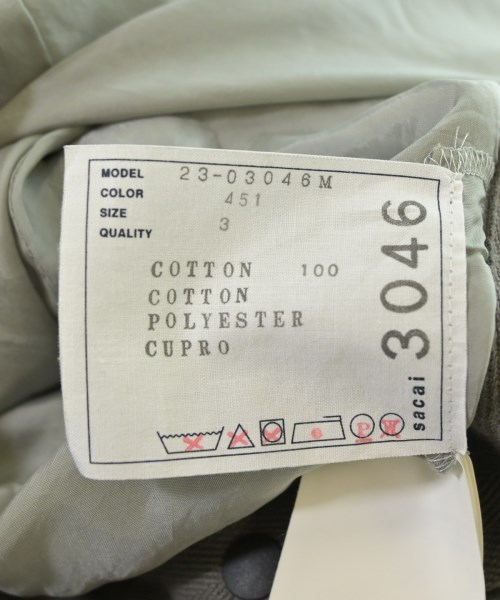 MODEL 23-03046M
COLOR 451
SIZE 3
QUALITY
COTTON 100
COTTON
POLYESTER
CUPRO
P W
sacai 3046